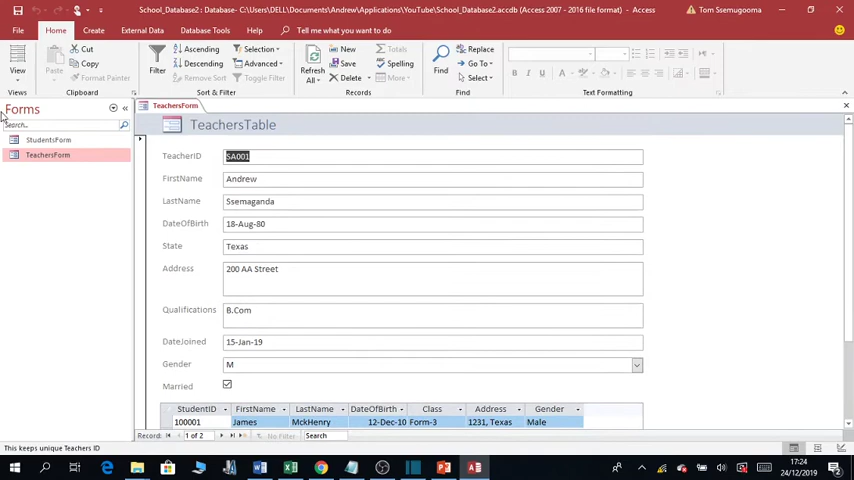 School_Database2 : Database- C:\Users\DELL\Documents\Andrew\Applications\YouTube\School_Database2.accdb (Access 2007 - 2016 file format) - Access
Tom Ssemugooma
File Home Create External Data Database Tools Help Tell me what you want to do
View
Views
Paste
Cut
Copy
Format Painter
Clipboard
Filter
Ascending
Descending
Remove Sort
Selection
Advanced
Toggle Filter
Sort & Filter
Refresh All
New
Save
Delete
Totals
Spelling
More
Records
Find
Replace
Go To
Select
Find
B I U
Text Formatting
Forms
Search...
StudentsForm
TeachersForm
TeachersForm
TeachersTable
TeacherID SA001
FirstName Andrew
LastName Ssemaganda
DateOfBirth 18-Aug-80
State Texas
Address 200 AA Street
Qualifications B.Com
DateJoined 15-Jan-19
Gender M
Married
StudentID FirstName LastName DateOfBirth Class Address Gender
100001 James McKHenry 12-Dec-10 Form-3 1231, Texas Male
Record: 1 of 2 No Filter Search
This keeps unique Teachers ID
17:24
24/12/2019